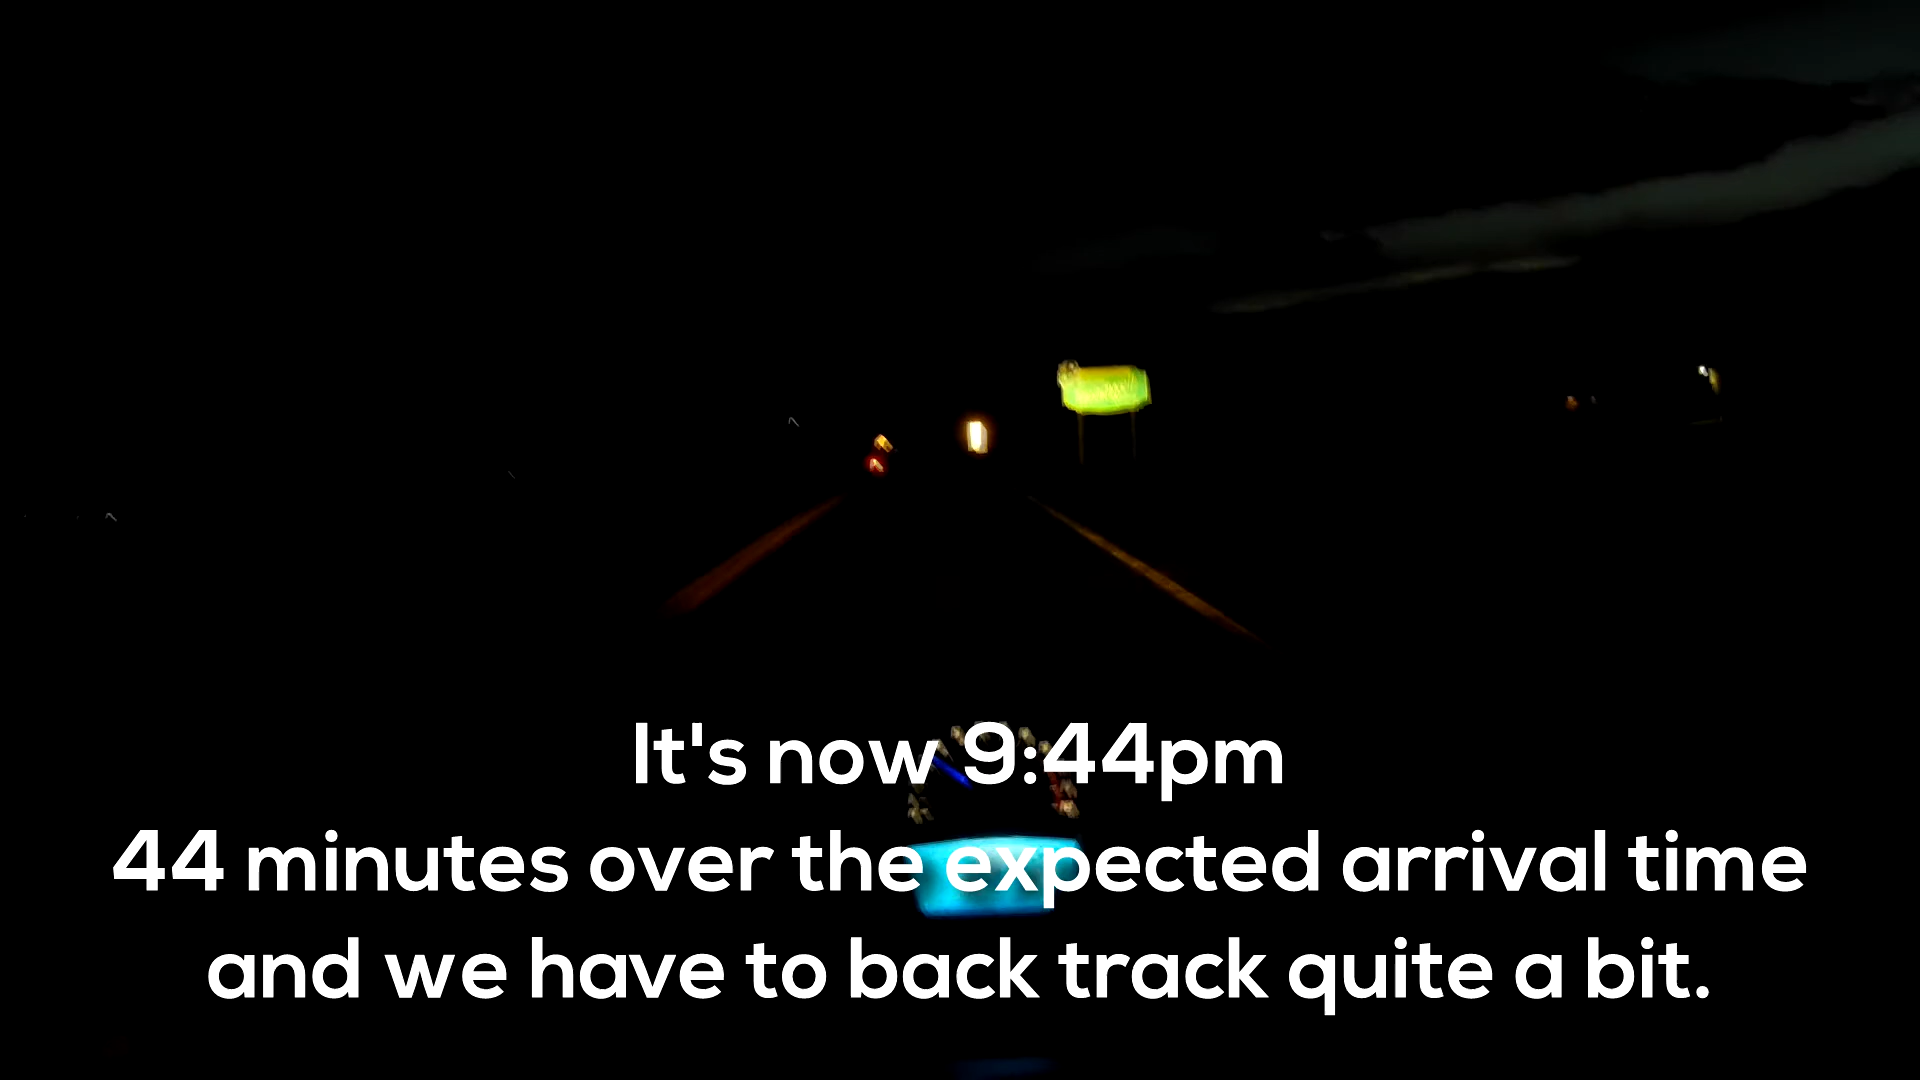 It's now 9:44pm
44 minutes over the expected arrival time
and we have to back track quite a bit.